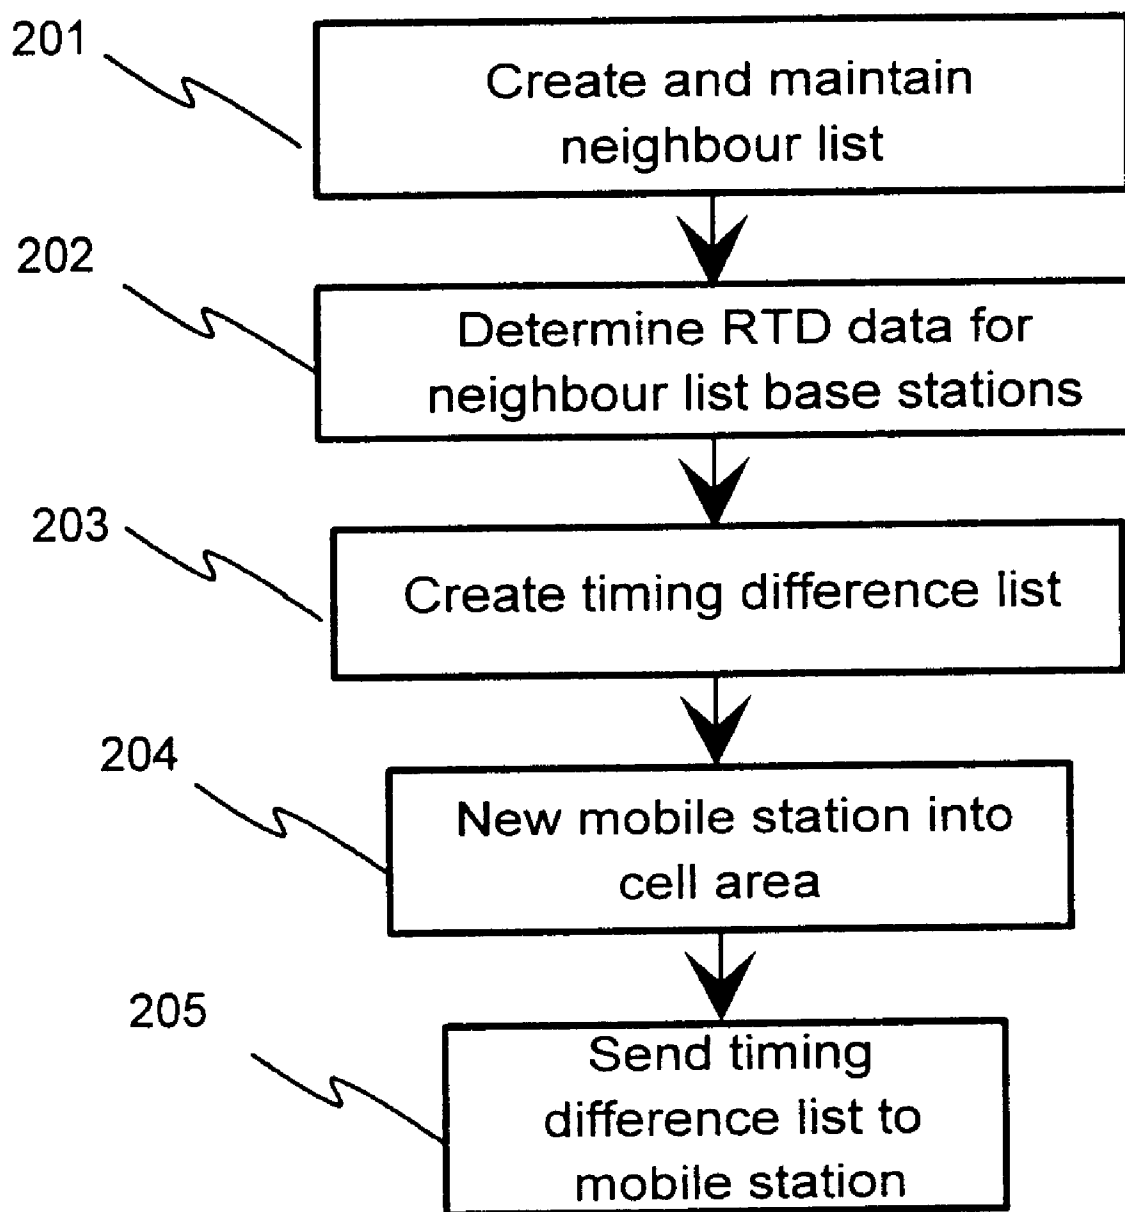 201
Create and maintain
neighbour list
202
Determine RTD data for
neighbour list base stations
203
Create timing difference list
204
New mobile station into
cell area
205
Send timing
difference list to
mobile station